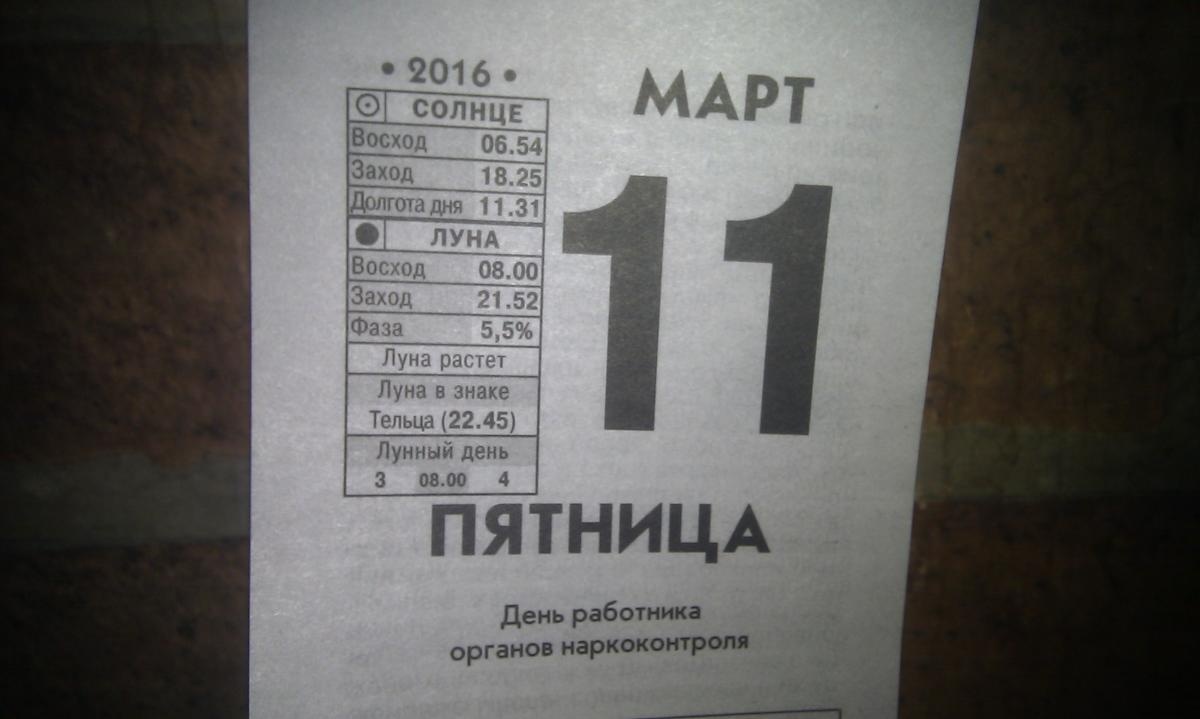 • 2016 •
СОЛНЦЕ
Восход 06.54
Заход 18.25
Долгота дня 11.31
ЛУНА
Восход 08.00
Заход 21.52
Фаза 5,5%
Луна растет
Луна в знаке
Тельца (22.45)
Лунный день
3 08.00 4
МАРТ
11
ПЯТНИЦА
День работника
органов наркоконтроля